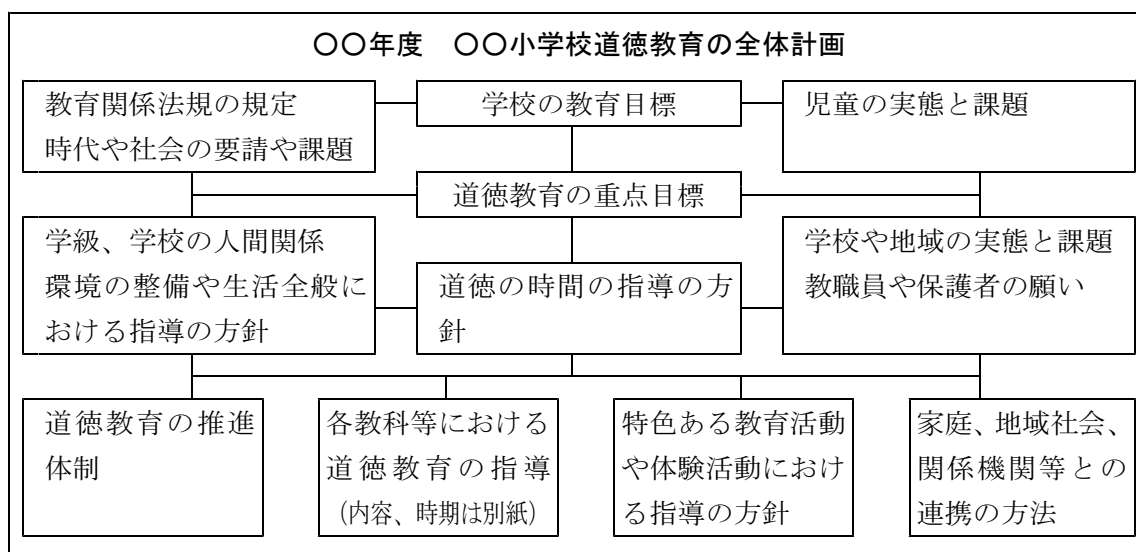 〇〇年度　〇〇小学校道徳教育の全体計画
教育関係法規の規定
時代や社会の要請や課題
学校の教育目標
児童の実態と課題
道徳教育の重点目標
学級、学校の人間関係
環境の整備や生活全般に
おける指導の方針
道徳の時間の指導の方
針
学校や地域の実態と課題
教職員や保護者の願い
道徳教育の推進
体制
各教科等における
道徳教育の指導
（内容、時期は別紙）
特色ある教育活動
や体験活動におけ
る指導の方針
家庭、地域社会、
関係機関等との
連携の方法